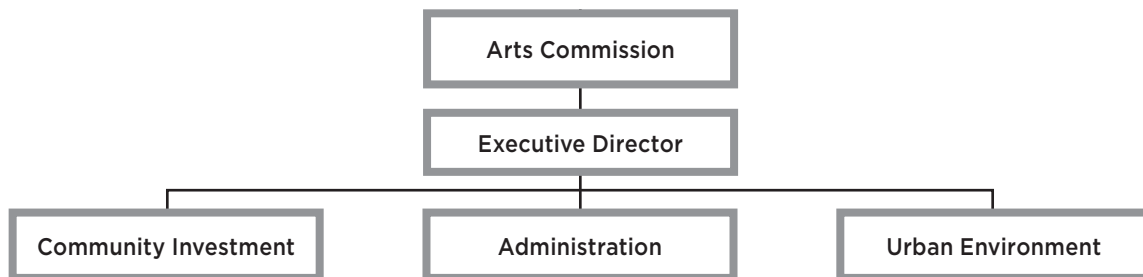 Arts Commission
Executive Director
Community Investment
Administration
Urban Environment